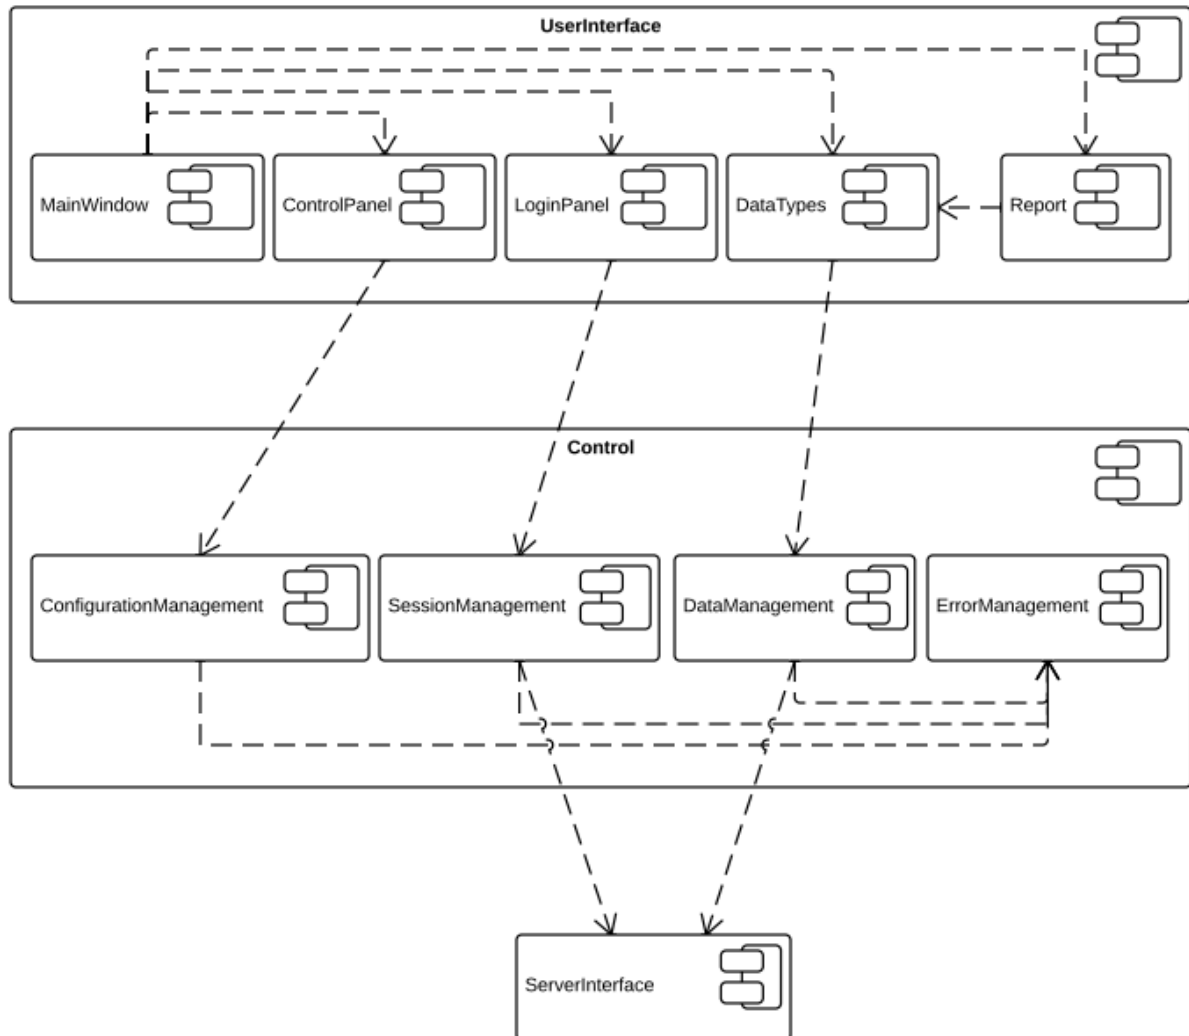 UserInterface
MainWindow
ControlPanel
LoginPanel
DataTypes
Report
Control
ConfigurationManagement
SessionManagement
DataManagement
ErrorManagement
ServerInterface